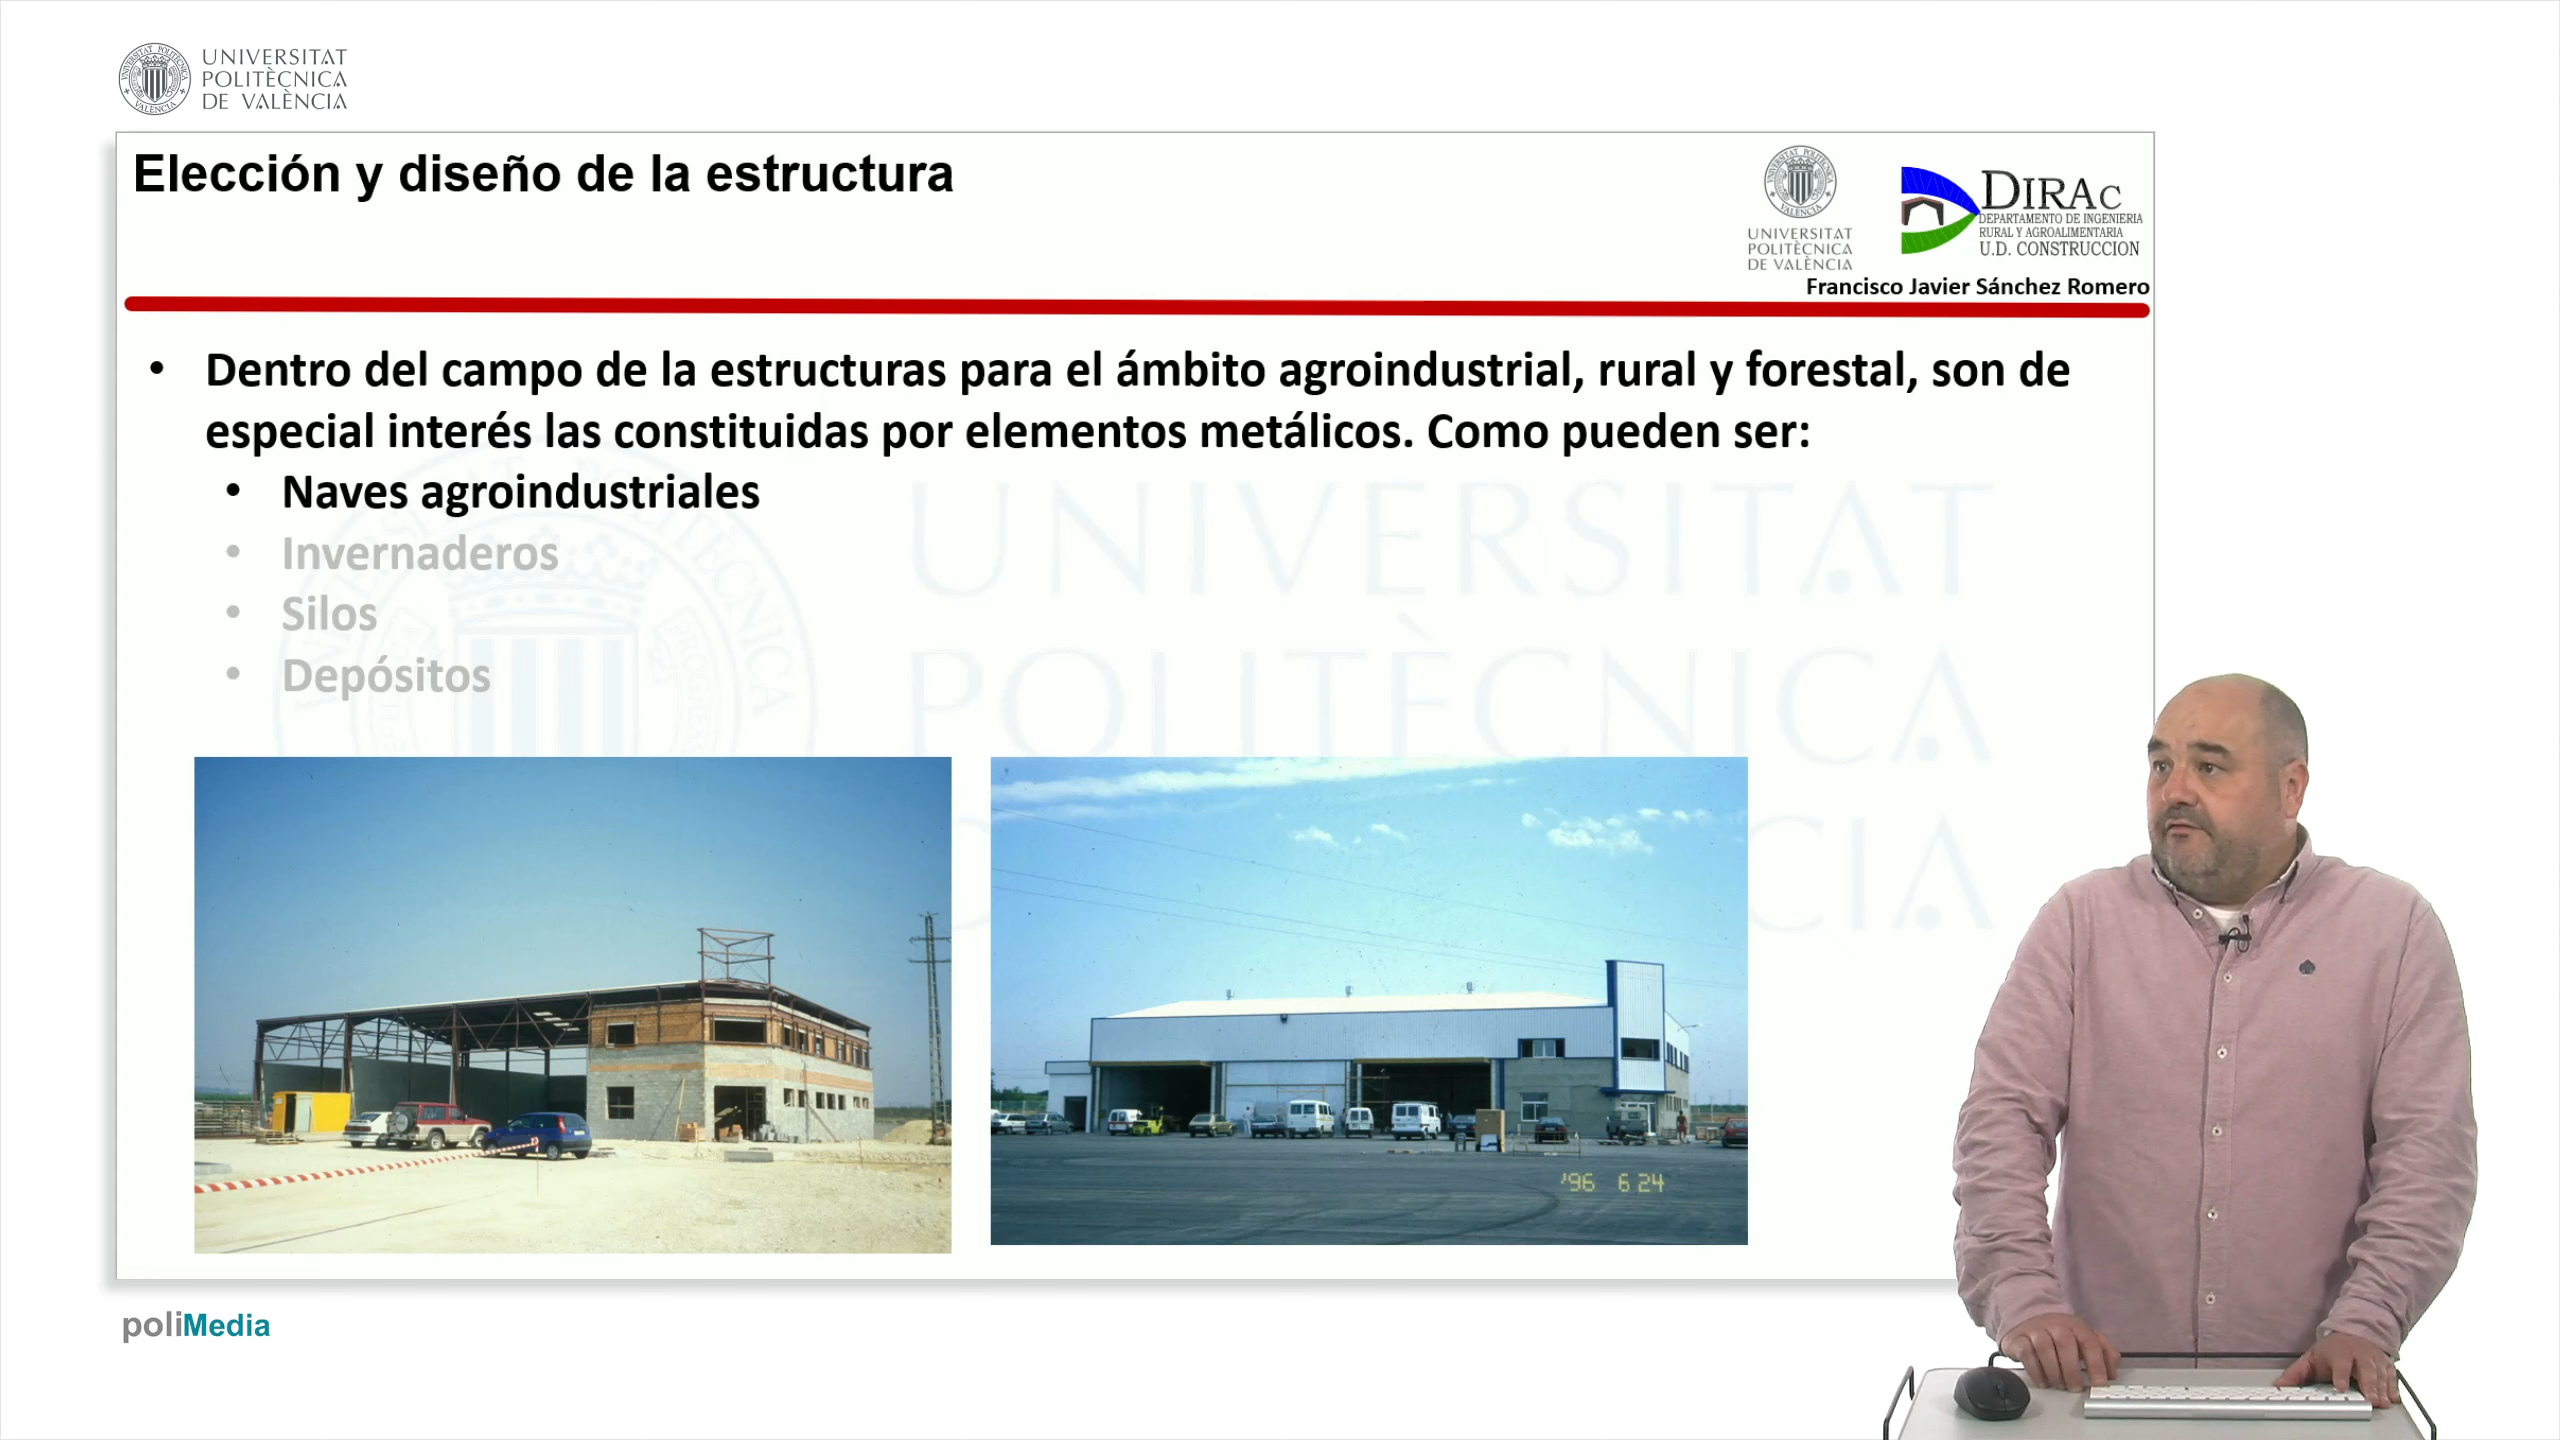 UNIVERSITAT
POLITÈCNICA
DE VALÈNCIA
Elección y diseño de la estructura
UNIVERSITAT
POLITÈCNICA
DE VALÈNCIA
DIRAC
DEPARTAMENTO DE INGENIERIA
RURAL Y AGROALIMENTARIA
U.D. CONSTRUCCION
Francisco Javier Sánchez Romero
• Dentro del campo de la estructuras para el ámbito agroindustrial, rural y forestal, son de
especial interés las constituidas por elementos metálicos. Como pueden ser:
• Naves agroindustriales
• Invernaderos
• Silos
• Depósitos
UNIVERSITAT
POLITÈCNICA
CIA
'96 6 24
poliMedia